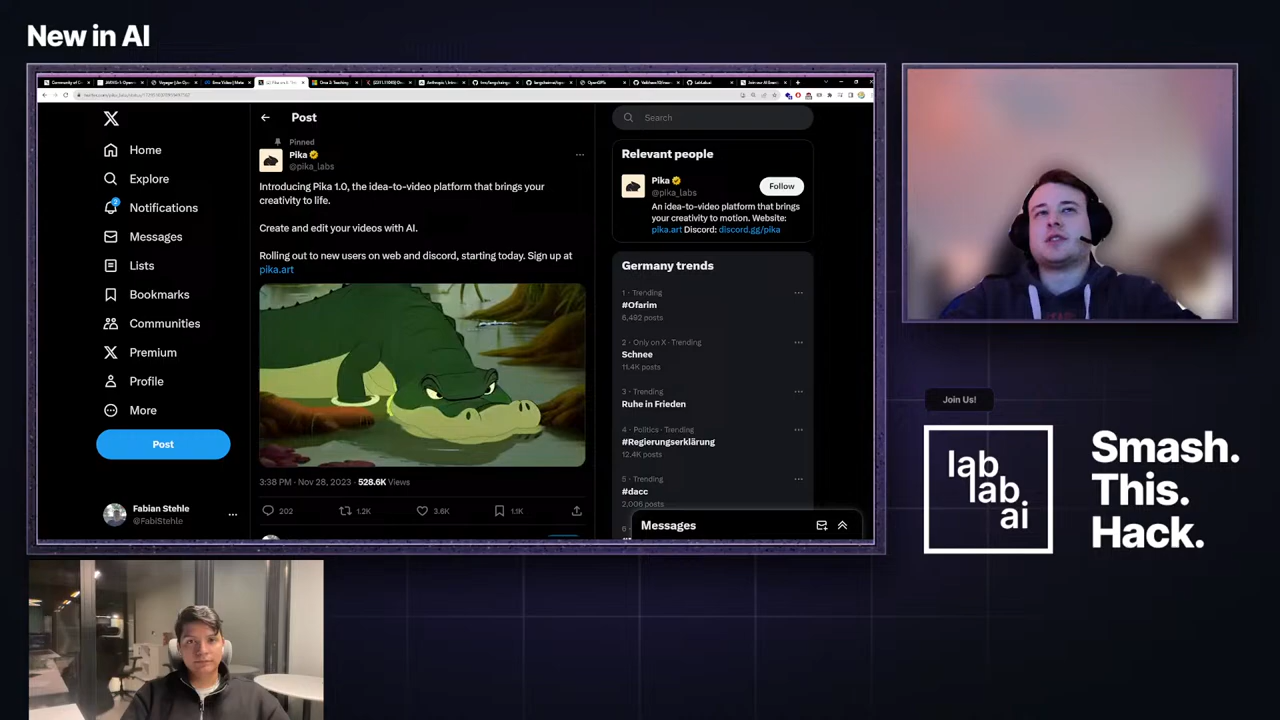 New in AI
Home
Explore
2
Notifications
Messages
Lists
Bookmarks
Communities
Premium
Profile
More
Post
Fabian Stehle
@FabiStehle
Post
Pinned
Pika
@pika_labs
Introducing Pika 1.0, the idea-to-video platform that brings your
creativity to life.
Create and edit your videos with AI.
Rolling out to new users on web and discord, starting today. Sign up at
pika.art
3:38 PM · Nov 28, 2023 · 528.6K Views
202
1.2K
3.6K
1.1K
Search
Relevant people
Pika
@pika_labs
Follow
An idea-to-video platform that brings
your creativity to motion. Website:
pika.art Discord: discord.gg/pika
Germany trends
1 · Trending
#Ofarim
6,492 posts
2 · Only on X · Trending
Schnee
11.4K posts
3 · Trending
Ruhe in Frieden
4 · Politics · Trending
#Regierungserklärung
12.4K posts
5 · Trending
#dacc
2,006 posts
6 ·
Messages
Join Us!
lab
lab.
ai
Smash.
This.
Hack.